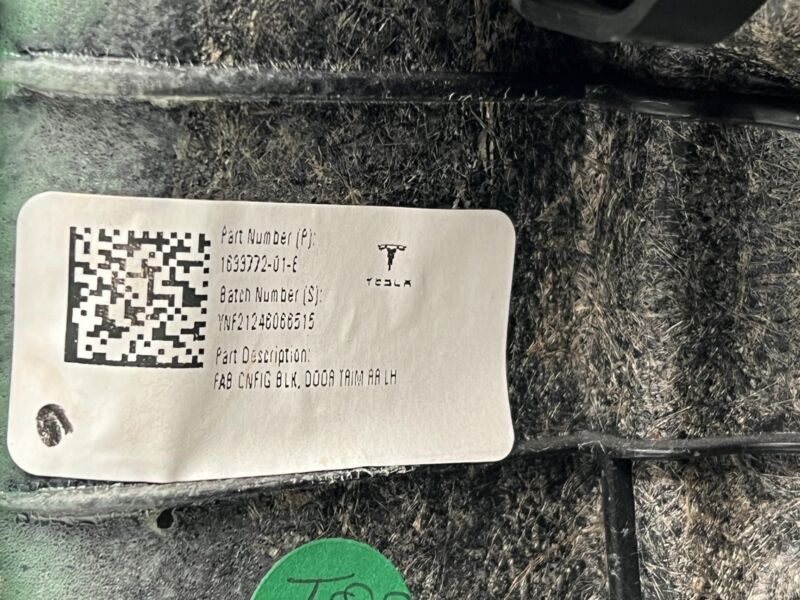 Part Number (P):
1633772-01-E
TESLA
Batch Number (S):
YNF21246066515
Part Description:
FAB CNFIG BLK, DOOR TRIM RR LH